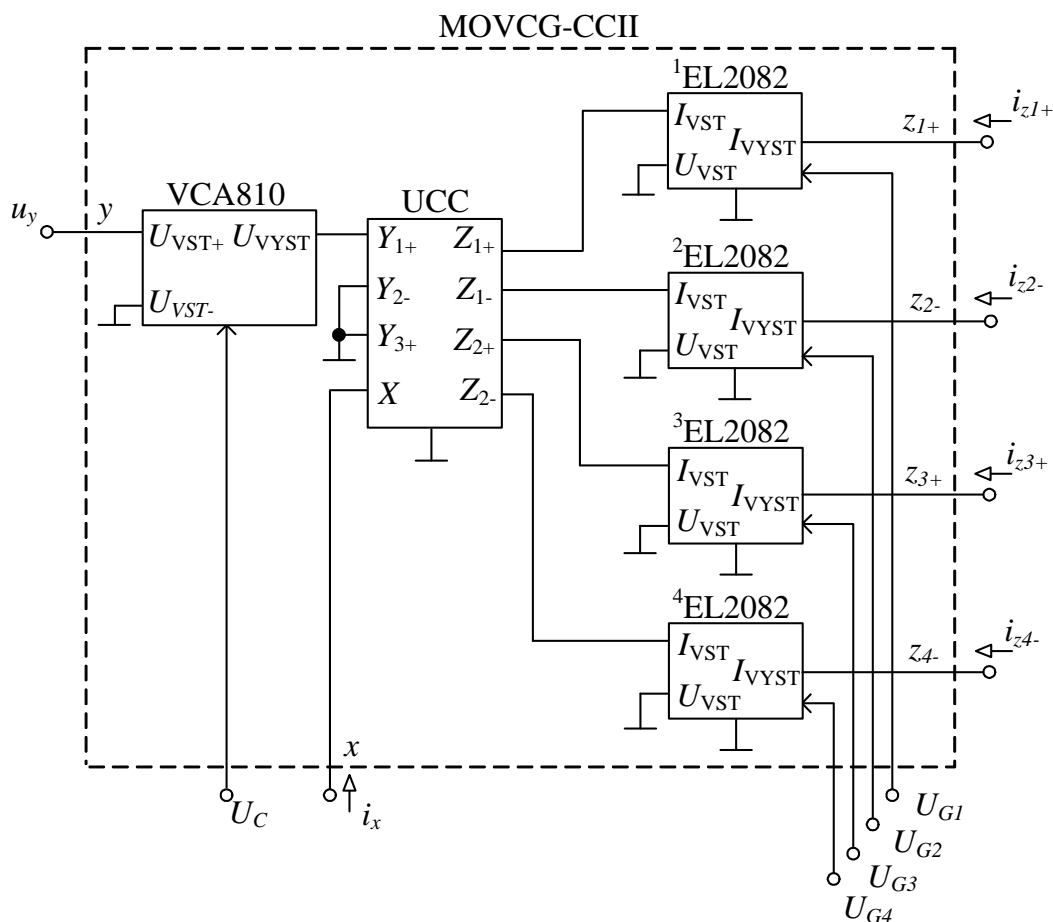 MOVCG-CCII
¹EL2082
I_VST
I_VYST
U_VST
z_1+
i_z1+
VCA810
u_y
y
U_VST+ U_VYST
U_VST-
UCC
Y_1+ Z_1+
Y_2- Z_1-
Y_3+ Z_2+
X Z_2-
²EL2082
I_VST
I_VYST
U_VST
z_2-
i_z2-
³EL2082
I_VST
I_VYST
U_VST
z_3+
i_z3+
⁴EL2082
I_VST
I_VYST
U_VST
z_4-
i_z4-
x
U_C
i_x
U_G1
U_G2
U_G3
U_G4